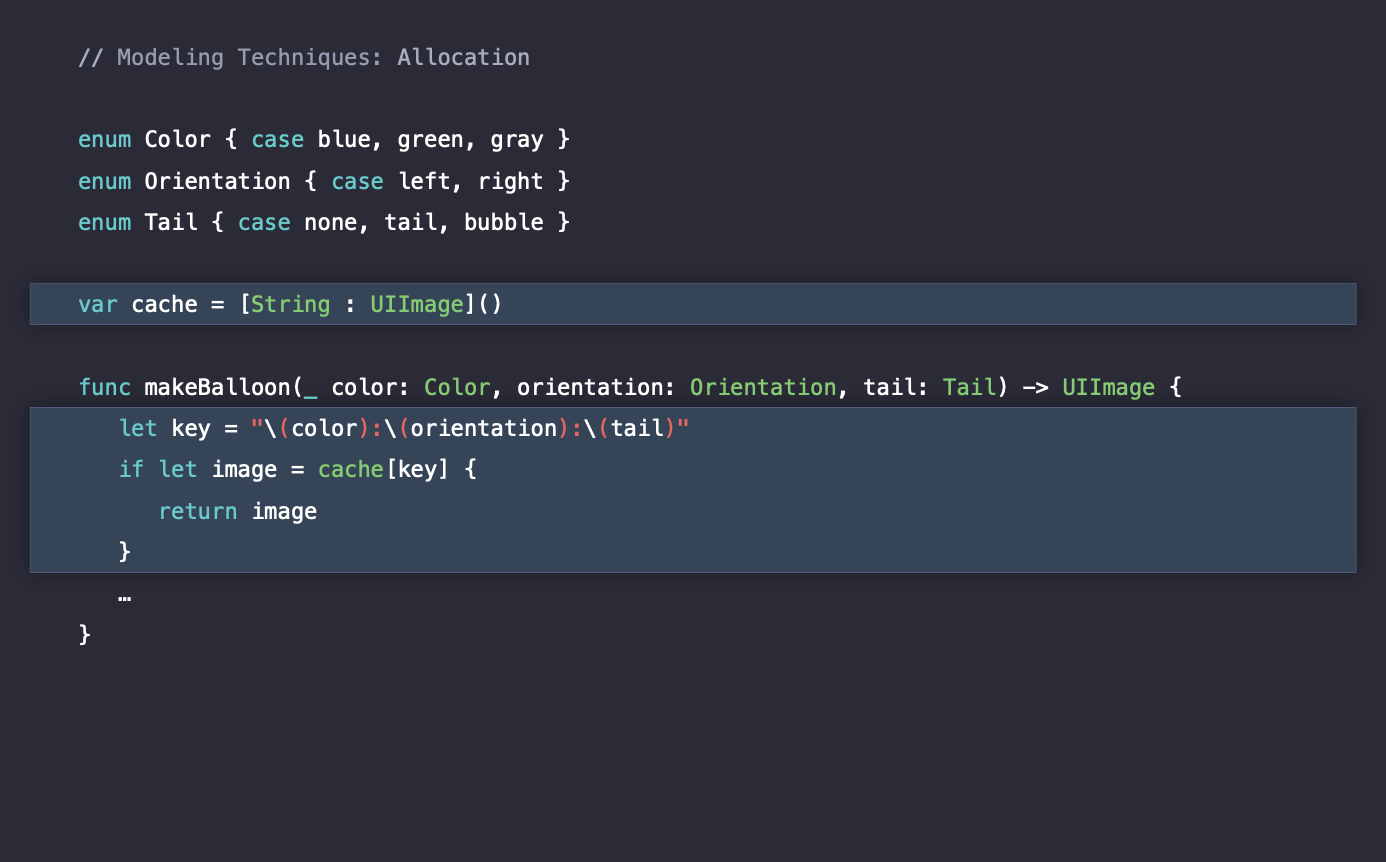 // Modeling Techniques: Allocation
enum Color { case blue, green, gray }
enum Orientation { case left, right }
enum Tail { case none, tail, bubble }
var cache = [String : UIImage]()
func makeBalloon(_ color: Color, orientation: Orientation, tail: Tail) -> UIImage {
let key = "\(color):\(orientation):\(tail)"
if let image = cache[key] {
return image
}
…
}